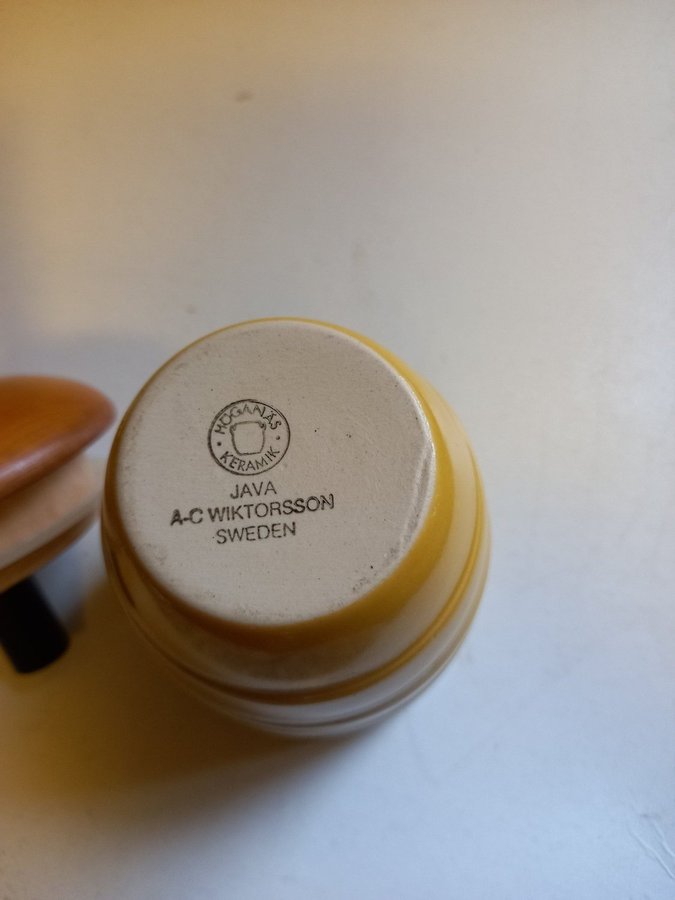 HÖGANÄS
KERAMIK
JAVA
A-C WIKTORSSON
SWEDEN